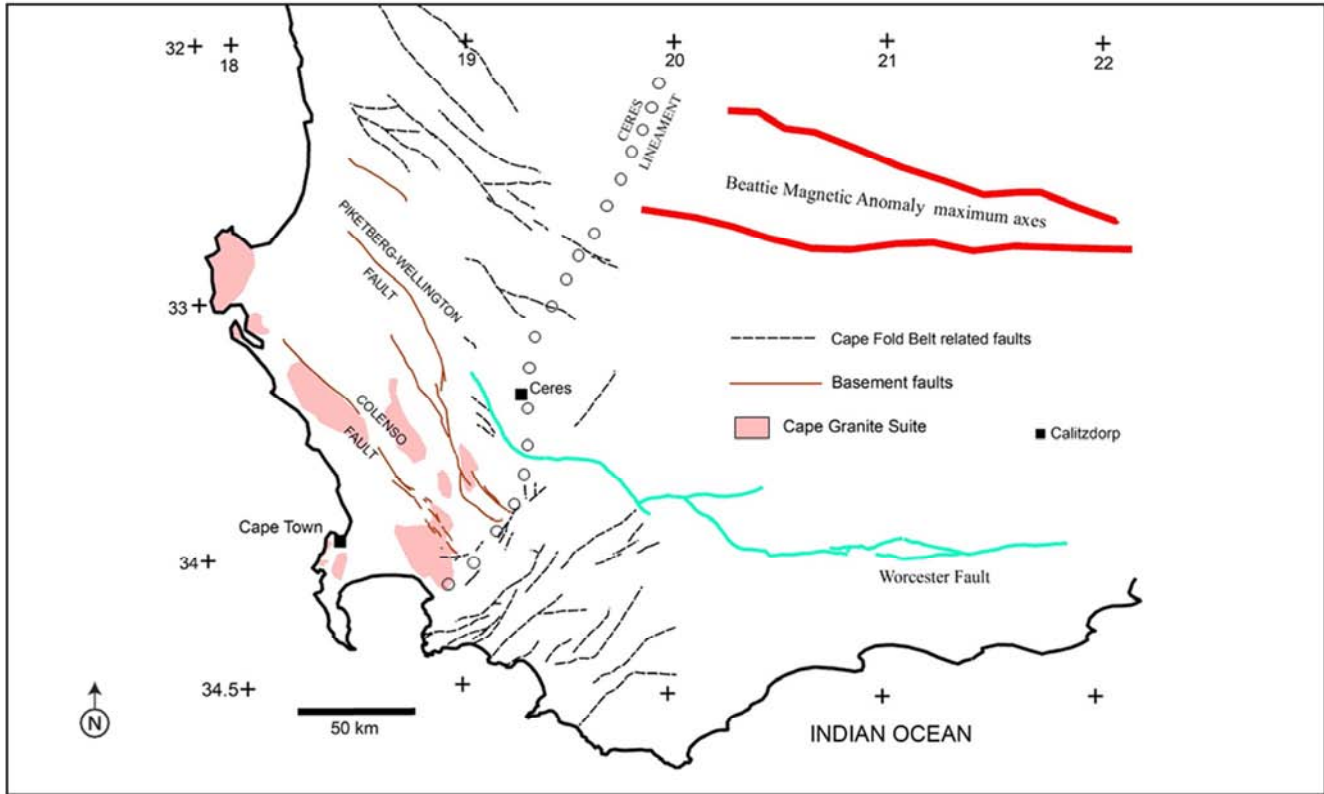 32
18
19
20
21
22
CERES
LINEAMENT
Beattie Magnetic Anomaly maximum axes
PIKETBERG-WELLINGTON
FAULT
33
Cape Fold Belt related faults
Basement faults
Ceres
Cape Granite Suite
Calitzdorp
COLENSO
FAULT
Cape Town
34
Worcester Fault
34.5
N
50 km
INDIAN OCEAN